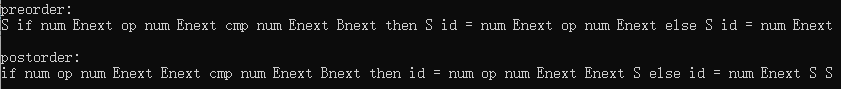 preorder:
S if num Enext op num Enext cmp num Enext Bnext then S id = num Enext op num Enext else S id = num Enext
postorder:
if num op num Enext Enext cmp num Enext Bnext then id = num op num Enext Enext S else id = num Enext S S